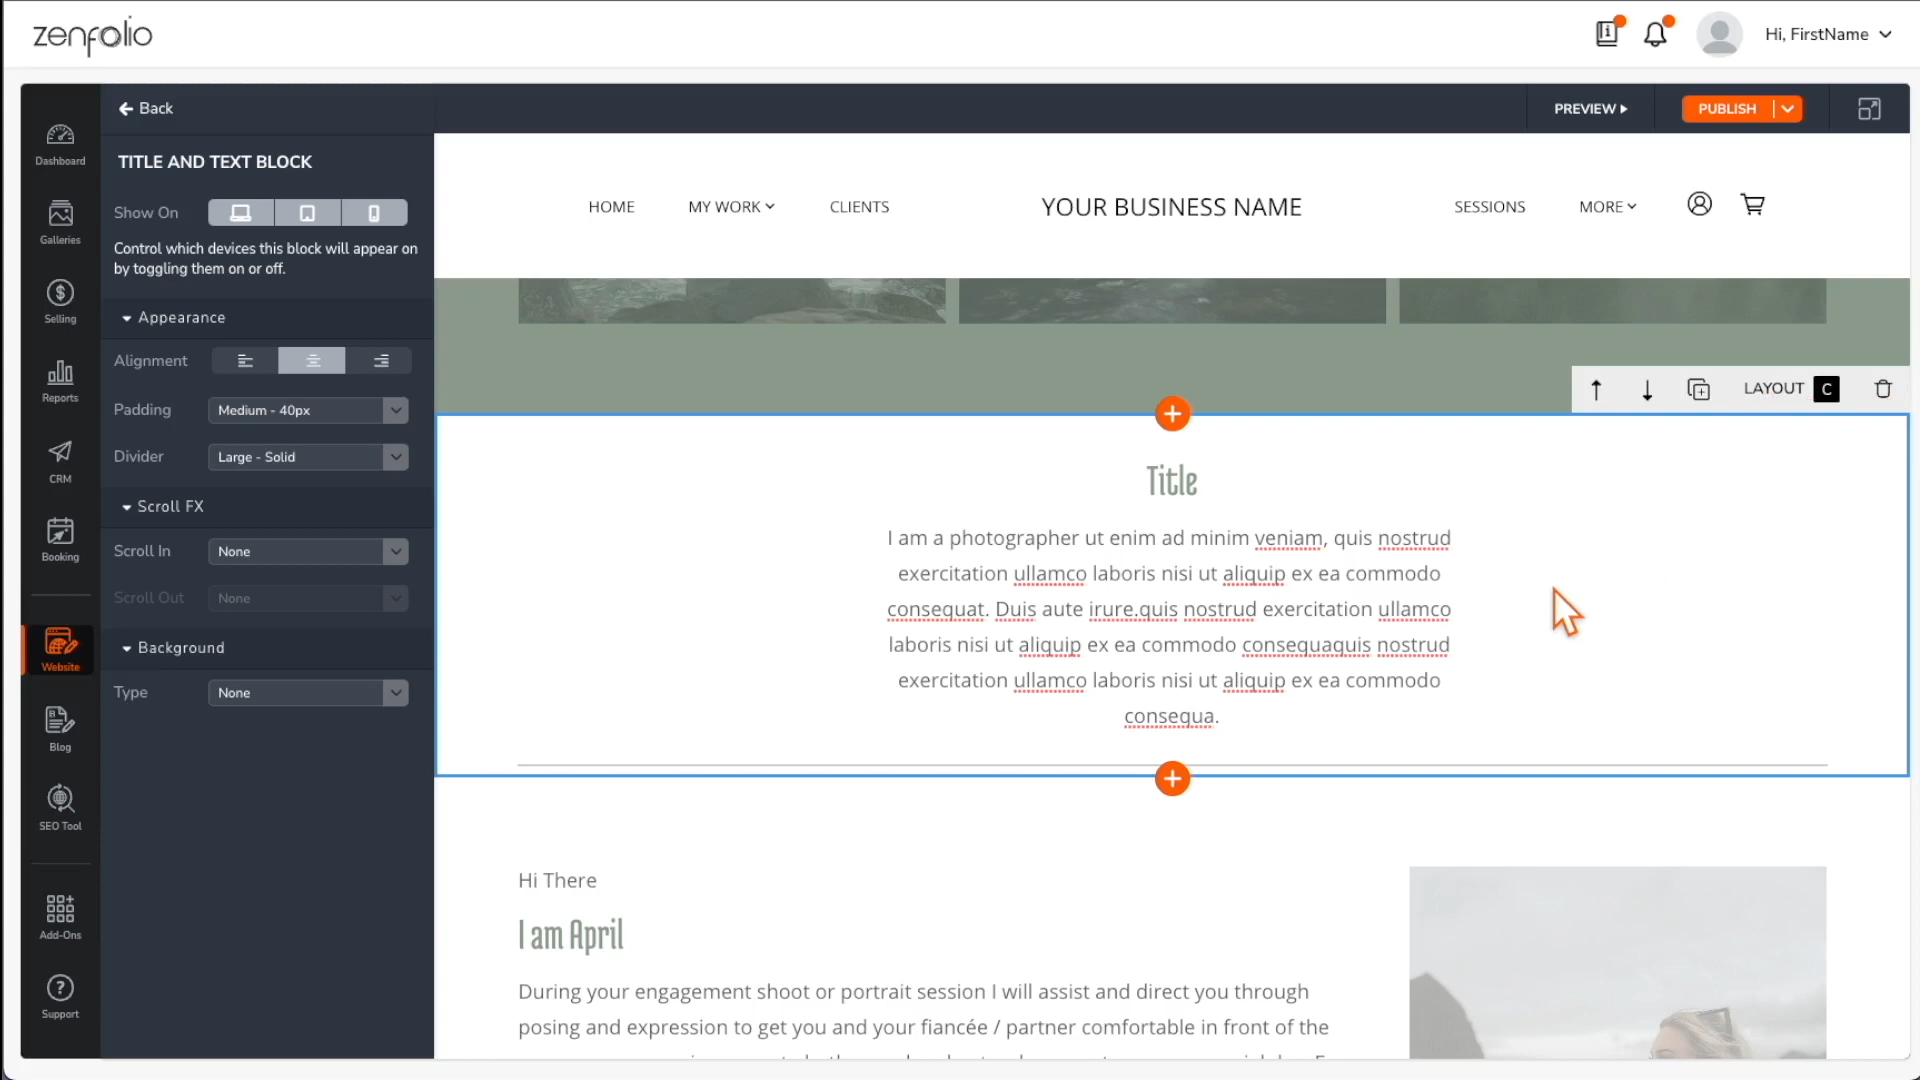 zenfolio
Hi, FirstName
Back
PREVIEW
PUBLISH
Dashboard
Galleries
Selling
Reports
CRM
Booking
Website
Blog
SEO Tool
Add-Ons
Support
TITLE AND TEXT BLOCK
Show On
Control which devices this block will appear on
by toggling them on or off.
Appearance
Alignment
Padding
Medium - 40px
Divider
Large - Solid
Scroll FX
Scroll In
None
Scroll Out
None
Background
Type
None
HOME
MY WORK
CLIENTS
YOUR BUSINESS NAME
SESSIONS
MORE
LAYOUT C
Title
I am a photographer ut enim ad minim veniam, quis nostrud
exercitation ullamco laboris nisi ut aliquip ex ea commodo
consequat. Duis aute irure.quis nostrud exercitation ullamco
laboris nisi ut aliquip ex ea commodo consequaquis nostrud
exercitation ullamco laboris nisi ut aliquip ex ea commodo
consequa.
Hi There
I am April
During your engagement shoot or portrait session I will assist and direct you through
posing and expression to get you and your fiancée / partner comfortable in front of the